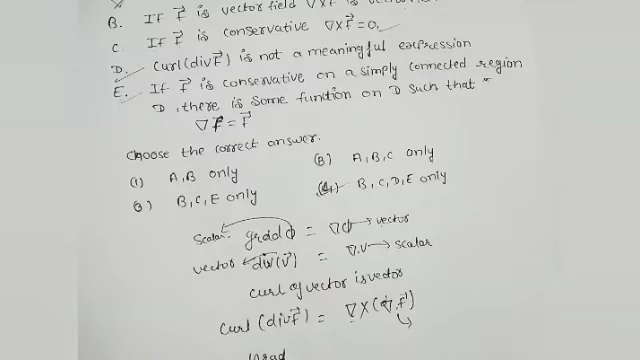 B. If F⃗ is vector field ∇×F⃗ is
C. If F⃗ is conservative ∇×F⃗ = 0.
D. Curl(div F⃗) is not a meaningful expression
E. If F⃗ is conservative on a simply connected region
D, there is some function on D such that
∇F = F⃗
Choose the correct answer.
(1) A, B only
(2) A, B, C only
(3) B, C, E only
(4) B, C, D, E only
Scalar. grad ϕ = ∇ϕ → vector
vector div(V⃗) = ∇.V → scalar
Curl of vector is vector
Curl (div F⃗) = ∇×(∇.F⃗)